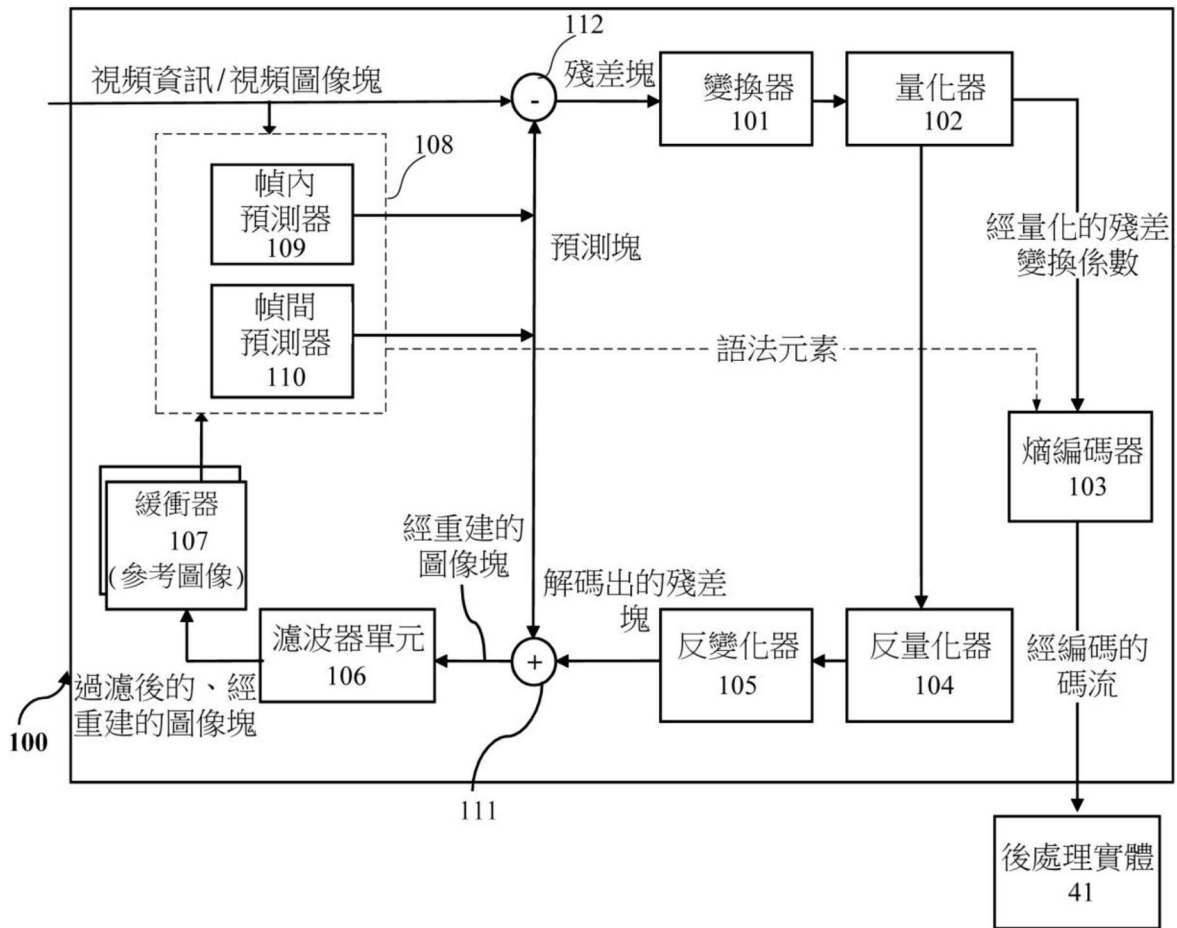 112
視頻資訊/視頻圖像塊
殘差塊
變換器
101
量化器
102
108
幀內
預測器
109
預測塊
經量化的殘差
變換係數
幀間
預測器
110
語法元素
熵編碼器
103
緩衝器
107
(參考圖像)
經重建的
圖像塊
解碼出的殘差
塊
濾波器單元
106
反變化器
105
反量化器
104
經編碼的
碼流
過濾後的、經
重建的圖像塊
100
111
後處理實體
41
-
+